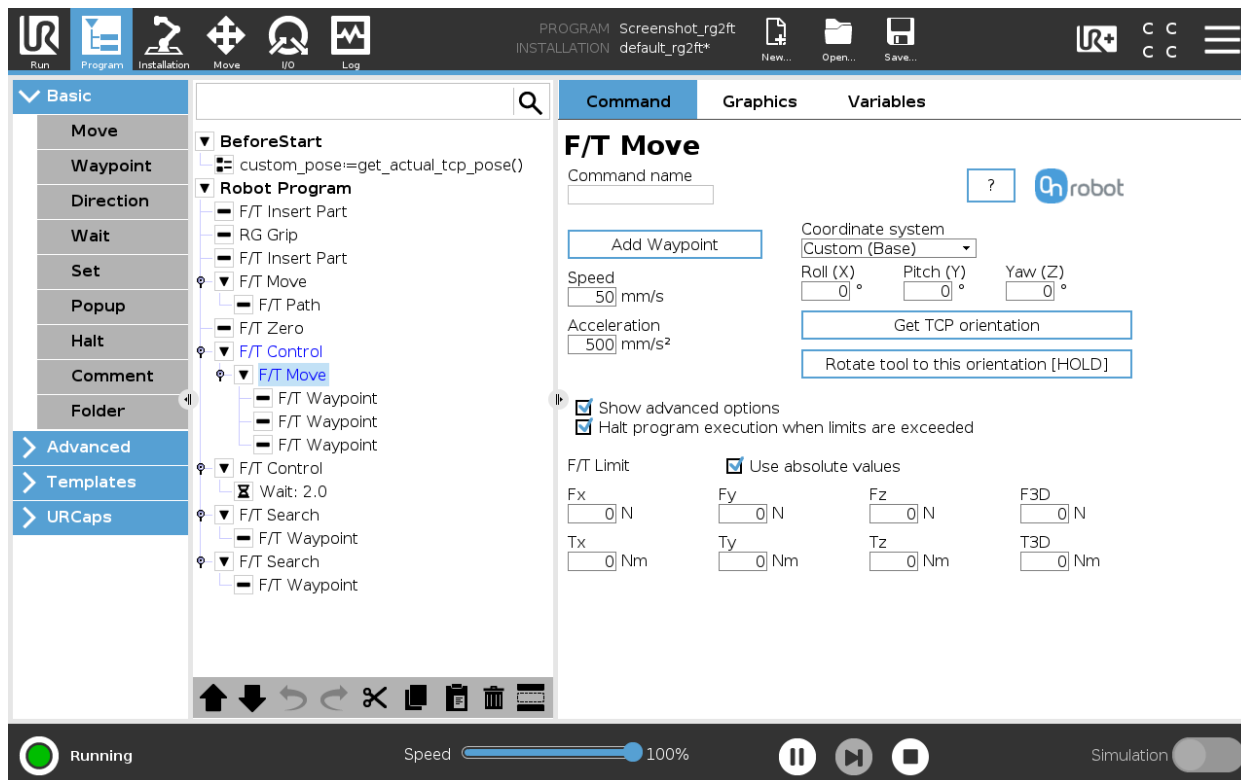 PROGRAM Screenshot_rg2ft
INSTALLATION default_rg2ft*
Run Program Installation Move I/O Log New... Open... Save...
UR+
C C
C C
Basic
Move
Waypoint
Direction
Wait
Set
Popup
Halt
Comment
Folder
Advanced
Templates
URCaps
BeforeStart
custom_pose:=get_actual_tcp_pose()
Robot Program
F/T Insert Part
RG Grip
F/T Insert Part
F/T Move
F/T Path
F/T Zero
F/T Control
F/T Move
F/T Waypoint
F/T Waypoint
F/T Waypoint
F/T Control
Wait: 2.0
F/T Search
F/T Waypoint
F/T Search
F/T Waypoint
Command Graphics Variables
F/T Move
Command name
? OnRobot
Add Waypoint
Coordinate system
Custom (Base)
Speed
50 mm/s
Roll (X) Pitch (Y) Yaw (Z)
0 ° 0 ° 0 °
Acceleration
500 mm/s²
Get TCP orientation
Rotate tool to this orientation [HOLD]
Show advanced options
Halt program execution when limits are exceeded
F/T Limit Use absolute values
Fx Fy Fz F3D
0 N 0 N 0 N 0 N
Tx Ty Tz T3D
0 Nm 0 Nm 0 Nm 0 Nm
Running Speed 100% Simulation